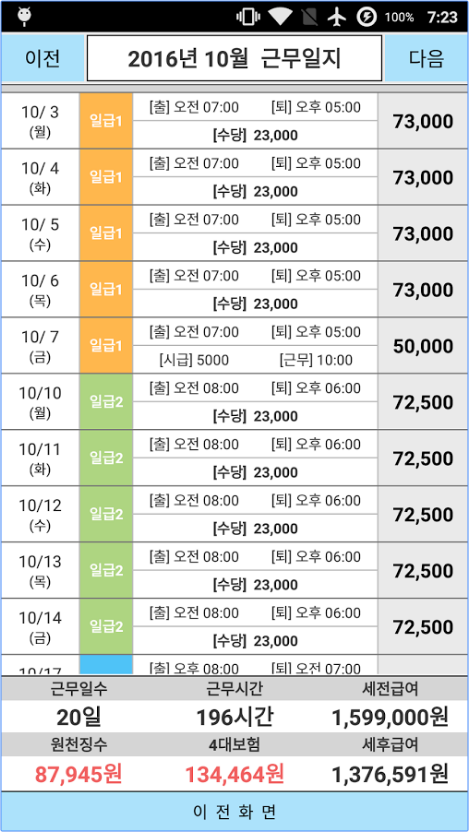 100% 7:23
이전 2016년 10월 근무일지 다음
10/ 3 (월) 일급1 [출] 오전 07:00 [퇴] 오후 05:00 73,000
[수당] 23,000
10/ 4 (화) 일급1 [출] 오전 07:00 [퇴] 오후 05:00 73,000
[수당] 23,000
10/ 5 (수) 일급1 [출] 오전 07:00 [퇴] 오후 05:00 73,000
[수당] 23,000
10/ 6 (목) 일급1 [출] 오전 07:00 [퇴] 오후 05:00 73,000
[수당] 23,000
10/ 7 (금) 일급1 [출] 오전 07:00 [퇴] 오후 05:00 50,000
[시급] 5000 [근무] 10:00
10/10 (월) 일급2 [출] 오전 08:00 [퇴] 오후 06:00 72,500
[수당] 23,000
10/11 (화) 일급2 [출] 오전 08:00 [퇴] 오후 06:00 72,500
[수당] 23,000
10/12 (수) 일급2 [출] 오전 08:00 [퇴] 오후 06:00 72,500
[수당] 23,000
10/13 (목) 일급2 [출] 오전 08:00 [퇴] 오후 06:00 72,500
[수당] 23,000
10/14 (금) 일급2 [출] 오전 08:00 [퇴] 오후 06:00 72,500
[수당] 23,000
10/17 [출] 오후 08:00 [퇴] 오전 07:00
근무일수 근무시간 세전급여
20일 196시간 1,599,000원
원천징수 4대보험 세후급여
87,945원 134,464원 1,376,591원
이 전 화 면